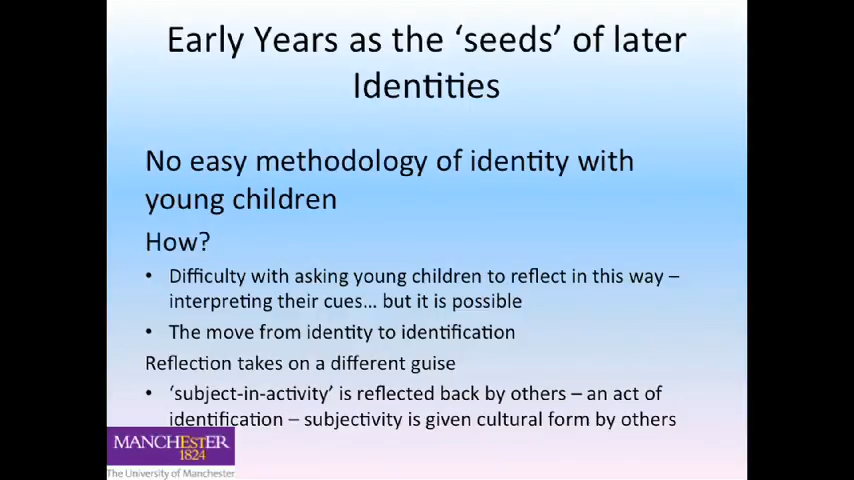 Early Years as the ‘seeds’ of later
Identities
No easy methodology of identity with
young children
How?
• Difficulty with asking young children to reflect in this way –
interpreting their cues… but it is possible
• The move from identity to identification
Reflection takes on a different guise
• ‘subject-in-activity’ is reflected back by others – an act of
identification – subjectivity is given cultural form by others
MANCHESTER
1824
The University of Manchester